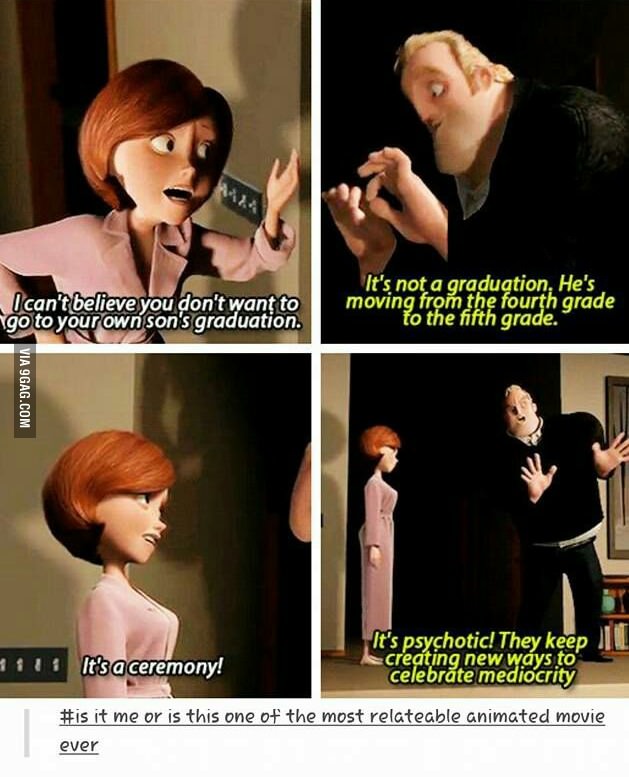 I can't believe you don't want to
go to your own son's graduation.
It's not a graduation. He's
moving from the fourth grade
to the fifth grade.
VIA 9GAG.COM
It's a ceremony!
It's psychotic! They keep
creating new ways to
celebrate mediocrity
#is it me or is this one of the most relateable animated movie
ever